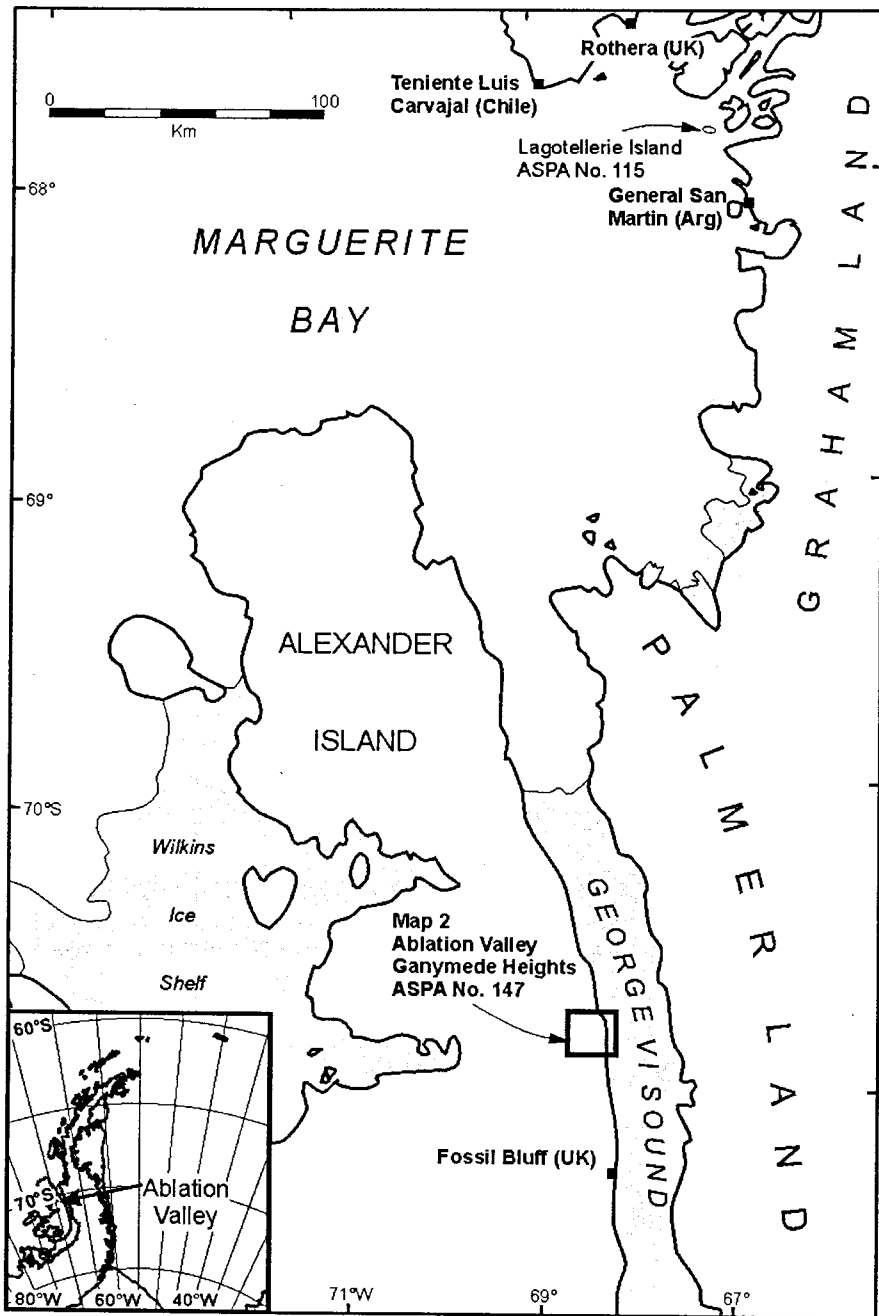 Rothera (UK)
Teniente Luis
Carvajal (Chile)
0
100
Km
Lagotellerie Island
ASPA No. 115
68°
General San
Martin (Arg)
MARGUERITE
BAY
GRAHAM LAND
69°
ALEXANDER
ISLAND
PALMER LAND
70°S
Wilkins
Ice
Shelf
GEORGE VI SOUND
Map 2
Ablation Valley
Ganymede Heights
ASPA No. 147
60°S
70°S
Ablation
Valley
80°W
60°W
40°W
Fossil Bluff (UK)
71°W
69°
67°